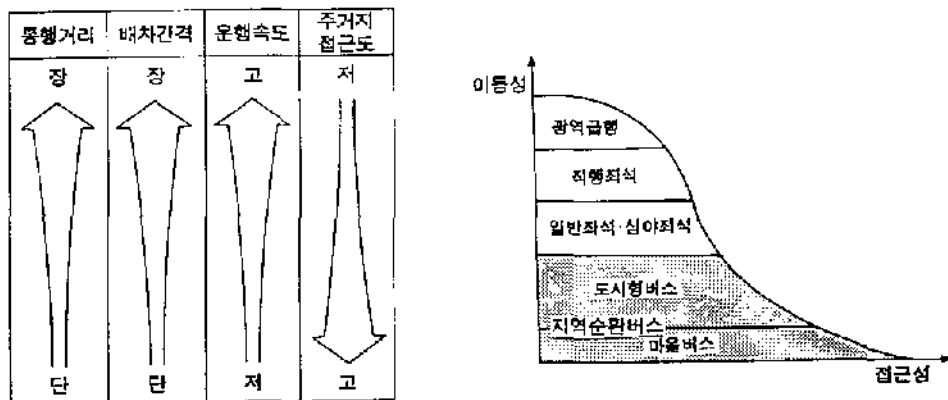 통행거리 배차간격 운행속도 주거지 접근도
장 장 고 저
단 단 저 고
이동성
광역급행
직행좌석
일반좌석·심야좌석
도시형버스
지역순환버스
마을버스
접근성